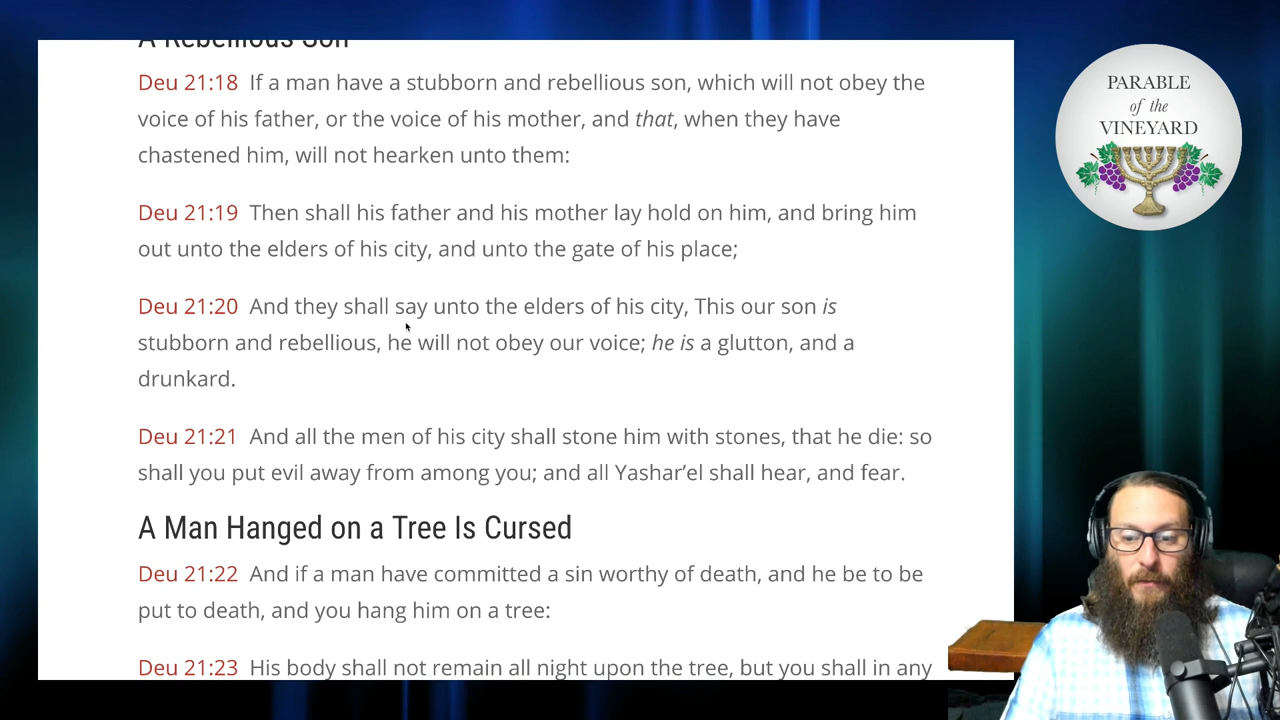 A Rebellious Son
Deu 21:18 If a man have a stubborn and rebellious son, which will not obey the
voice of his father, or the voice of his mother, and that, when they have
chastened him, will not hearken unto them:
Deu 21:19 Then shall his father and his mother lay hold on him, and bring him
out unto the elders of his city, and unto the gate of his place;
Deu 21:20 And they shall say unto the elders of his city, This our son is
stubborn and rebellious, he will not obey our voice; he is a glutton, and a
drunkard.
Deu 21:21 And all the men of his city shall stone him with stones, that he die: so
shall you put evil away from among you; and all Yashar’el shall hear, and fear.
A Man Hanged on a Tree Is Cursed
Deu 21:22 And if a man have committed a sin worthy of death, and he be to be
put to death, and you hang him on a tree:
Deu 21:23 His body shall not remain all night upon the tree, but you shall in any
PARABLE
of the
VINEYARD